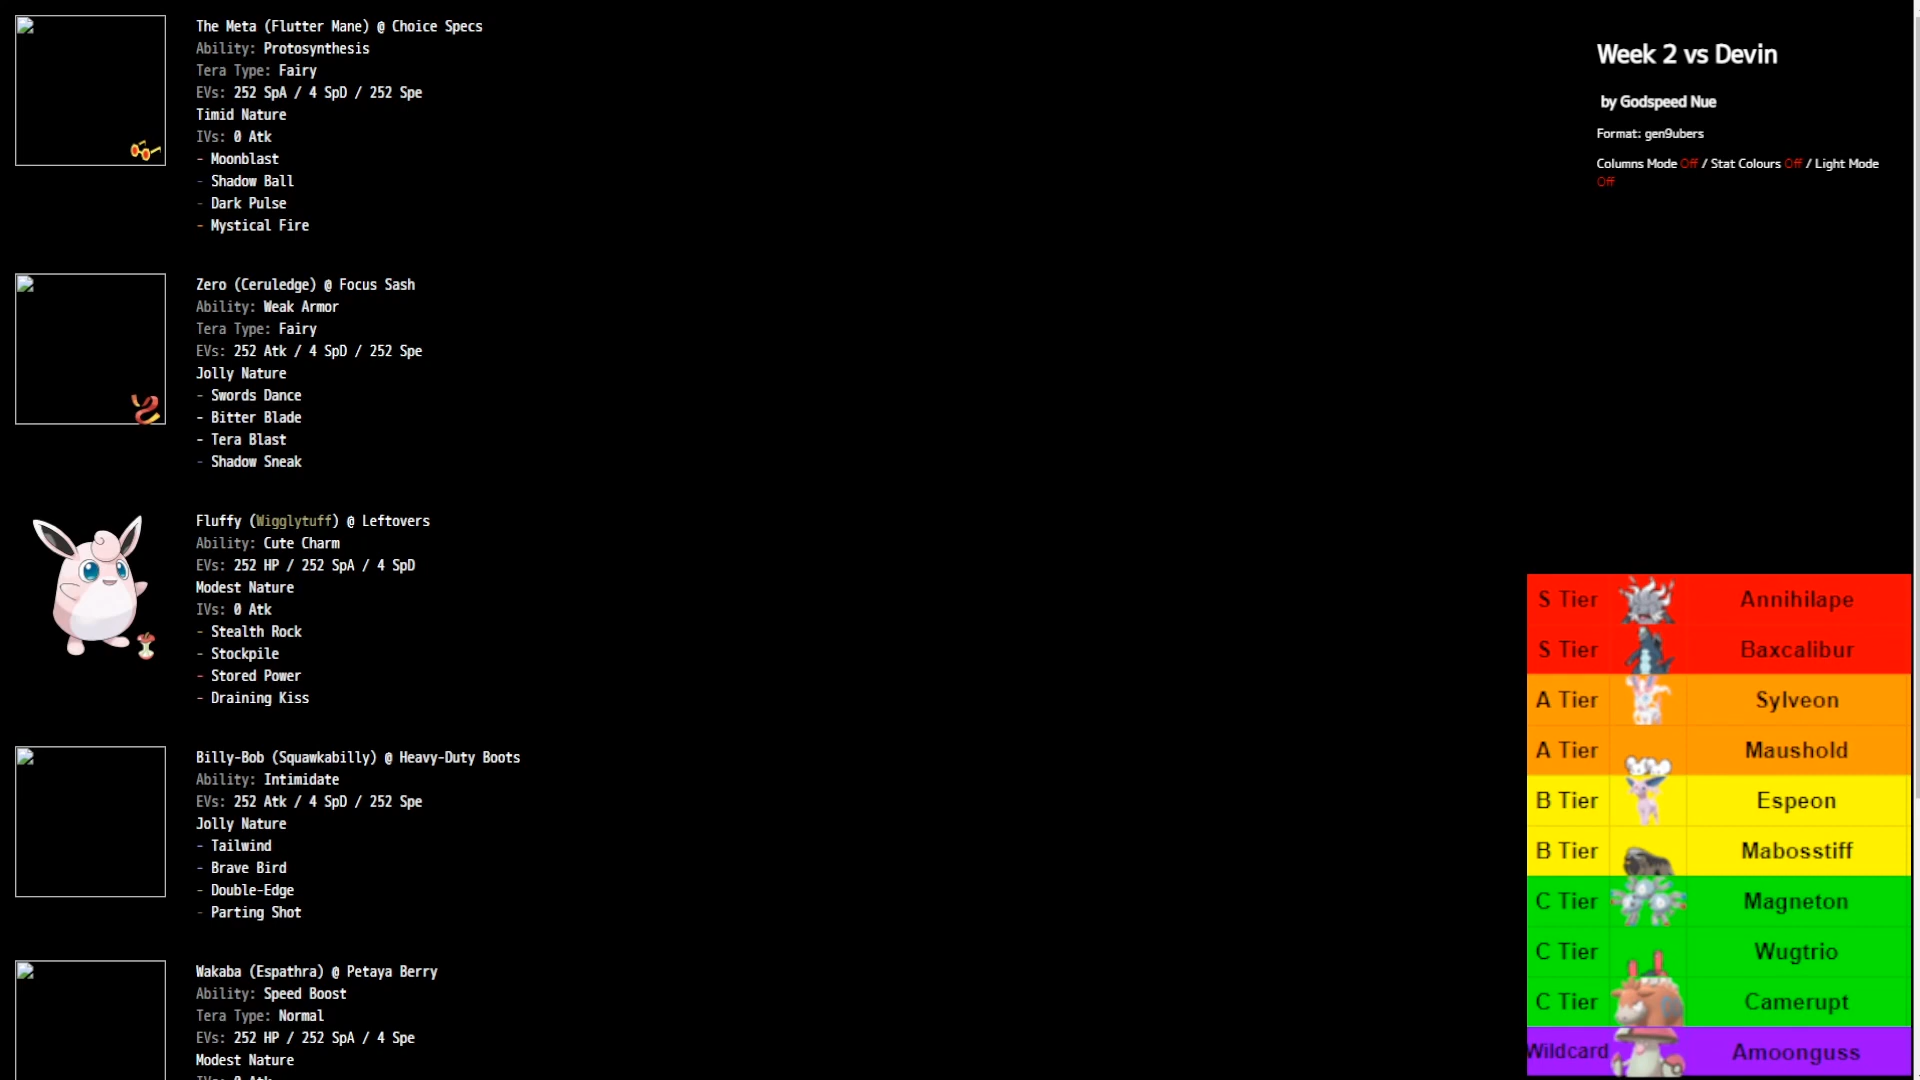 The Meta (Flutter Mane) @ Choice Specs
Ability: Protosynthesis
Tera Type: Fairy
EVs: 252 SpA / 4 SpD / 252 Spe
Timid Nature
IVs: 0 Atk
- Moonblast
- Shadow Ball
- Dark Pulse
- Mystical Fire
Zero (Ceruledge) @ Focus Sash
Ability: Weak Armor
Tera Type: Fairy
EVs: 252 Atk / 4 SpD / 252 Spe
Jolly Nature
- Swords Dance
- Bitter Blade
- Tera Blast
- Shadow Sneak
Fluffy (Wigglytuff) @ Leftovers
Ability: Cute Charm
EVs: 252 HP / 252 SpA / 4 SpD
Modest Nature
IVs: 0 Atk
- Stealth Rock
- Stockpile
- Stored Power
- Draining Kiss
Billy-Bob (Squawkabilly) @ Heavy-Duty Boots
Ability: Intimidate
EVs: 252 Atk / 4 SpD / 252 Spe
Jolly Nature
- Tailwind
- Brave Bird
- Double-Edge
- Parting Shot
Wakaba (Espathra) @ Petaya Berry
Ability: Speed Boost
Tera Type: Normal
EVs: 252 HP / 252 SpA / 4 Spe
Modest Nature
IVs: 0 Atk
Week 2 vs Devin
by Godspeed Nue
Format: gen9ubers
Columns Mode Off / Stat Colours Off / Light Mode
Off
S Tier Annihilape
S Tier Baxcalibur
A Tier Sylveon
A Tier Maushold
B Tier Espeon
B Tier Mabosstiff
C Tier Magneton
C Tier Wugtrio
C Tier Camerupt
Wildcard Amoonguss